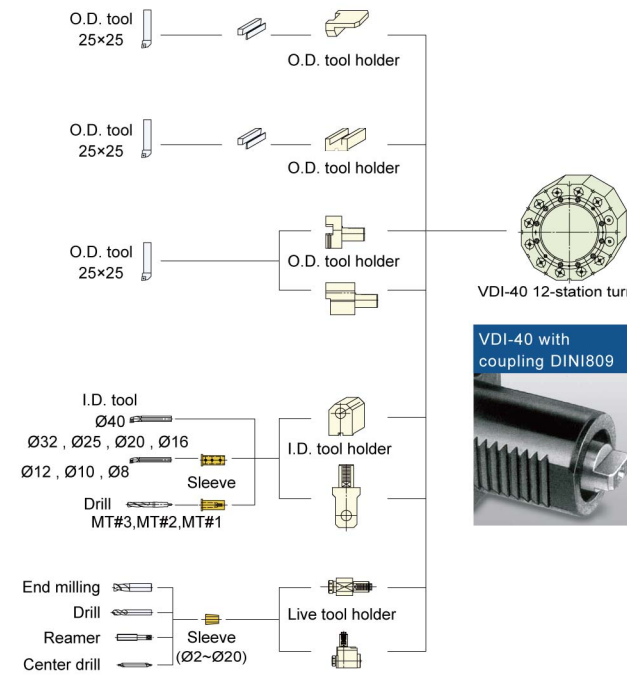 O.D. tool
25×25
O.D. tool holder
O.D. tool
25×25
O.D. tool holder
O.D. tool
25×25
O.D. tool holder
VDI-40 12-station
VDI-40 with
coupling DINI809
I.D. tool
Ø40
Ø32 , Ø25 , Ø20 , Ø16
Ø12 , Ø10 , Ø8
Sleeve
I.D. tool holder
Drill
MT#3,MT#2,MT#1
End milling
Drill
Reamer
Center drill
Sleeve
(Ø2~Ø20)
Live tool holder